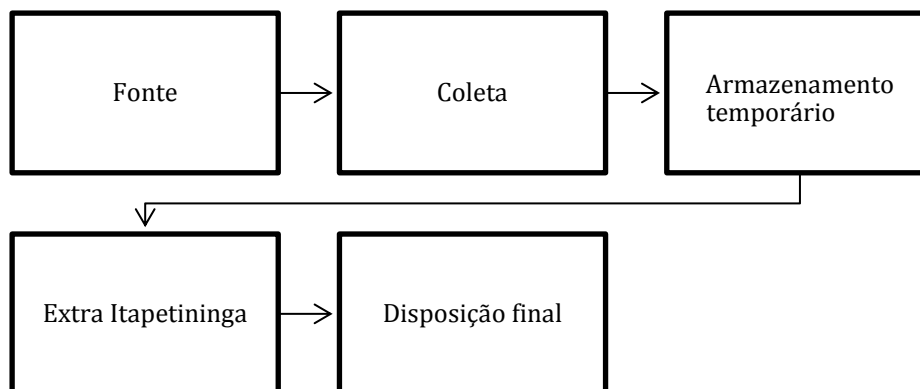 Fonte
Coleta
Armazenamento
temporário
Extra Itapetininga
Disposição final